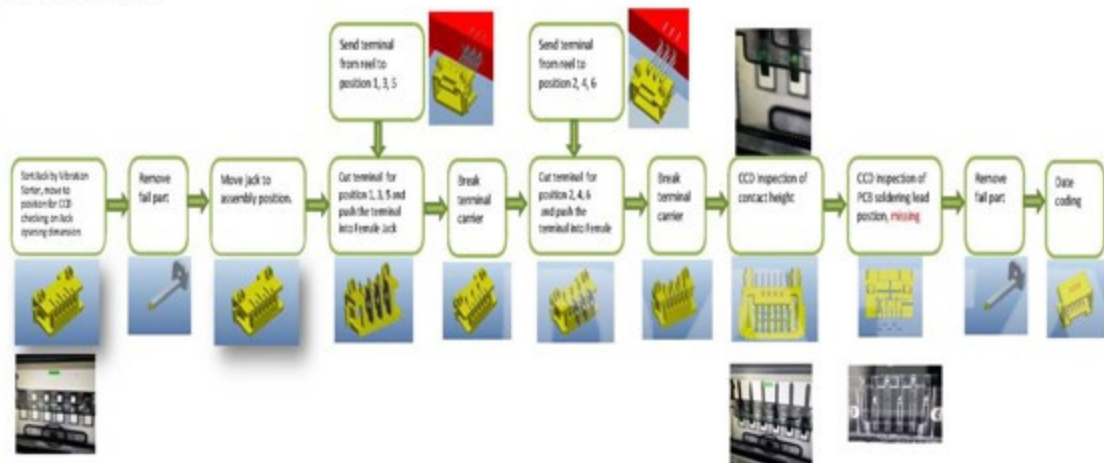 Send terminal
from reel to
position 1, 3, 5
Send terminal
from reel to
position 2, 4, 6
Start Jack by Vibration
Sorter, move to
position for CCD
checking on Jack
opening dimension
Remove
fail part
Move jack to
assembly position.
Cut terminal for
position 1, 3, 5 and
push the terminal
into Female Jack
Break
terminal
carrier
Cut terminal for
position 2, 4, 6
and push the
terminal into Female
Break
terminal
carrier
CCD Inspection of
contact height
CCD Inspection of
PCB soldering lead
postion, missing
Remove
fail part
Date
coding